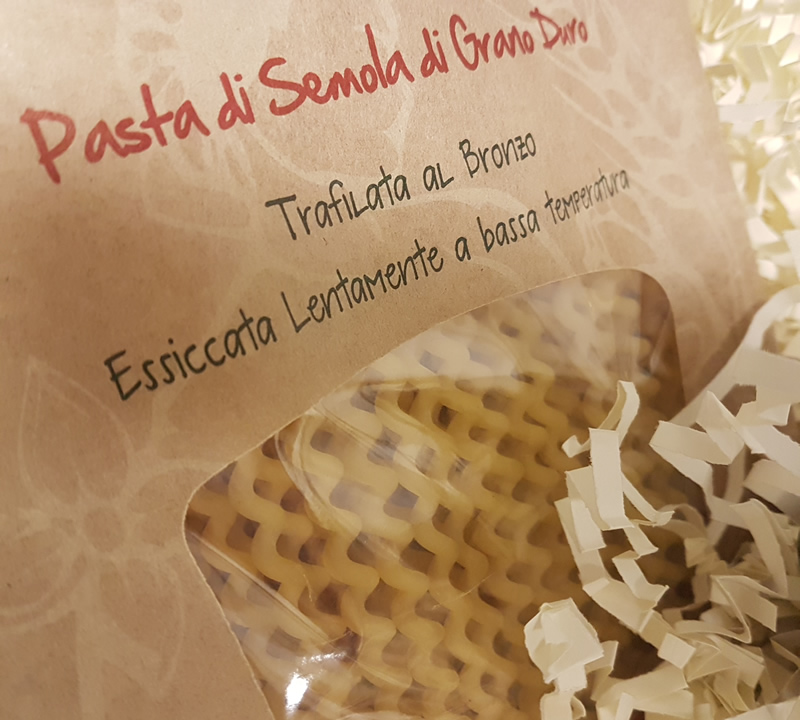 Pasta di Semola di Grano Duro
Trafilata al Bronzo
Essiccata Lentamente a bassa temperatura